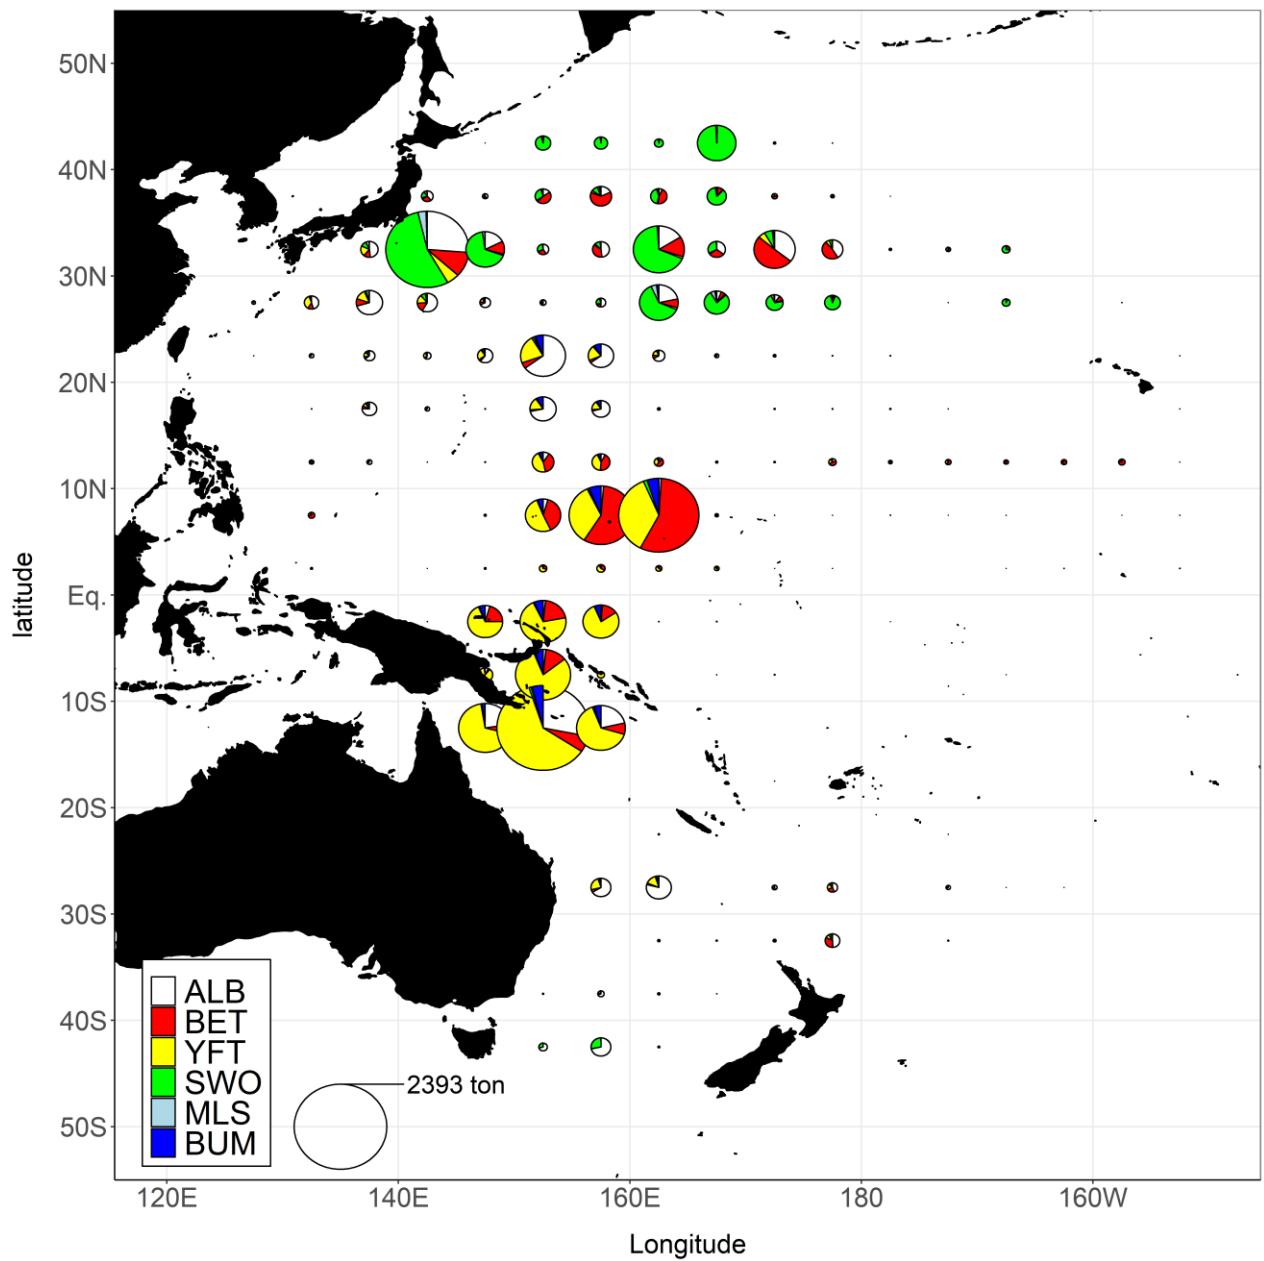 50N
40N
30N
20N
10N
Eq.
10S
20S
30S
40S
50S
latitude
ALB
BET
YFT
SWO
MLS
BUM
2393 ton
120E
140E
160E
180
160W
Longitude